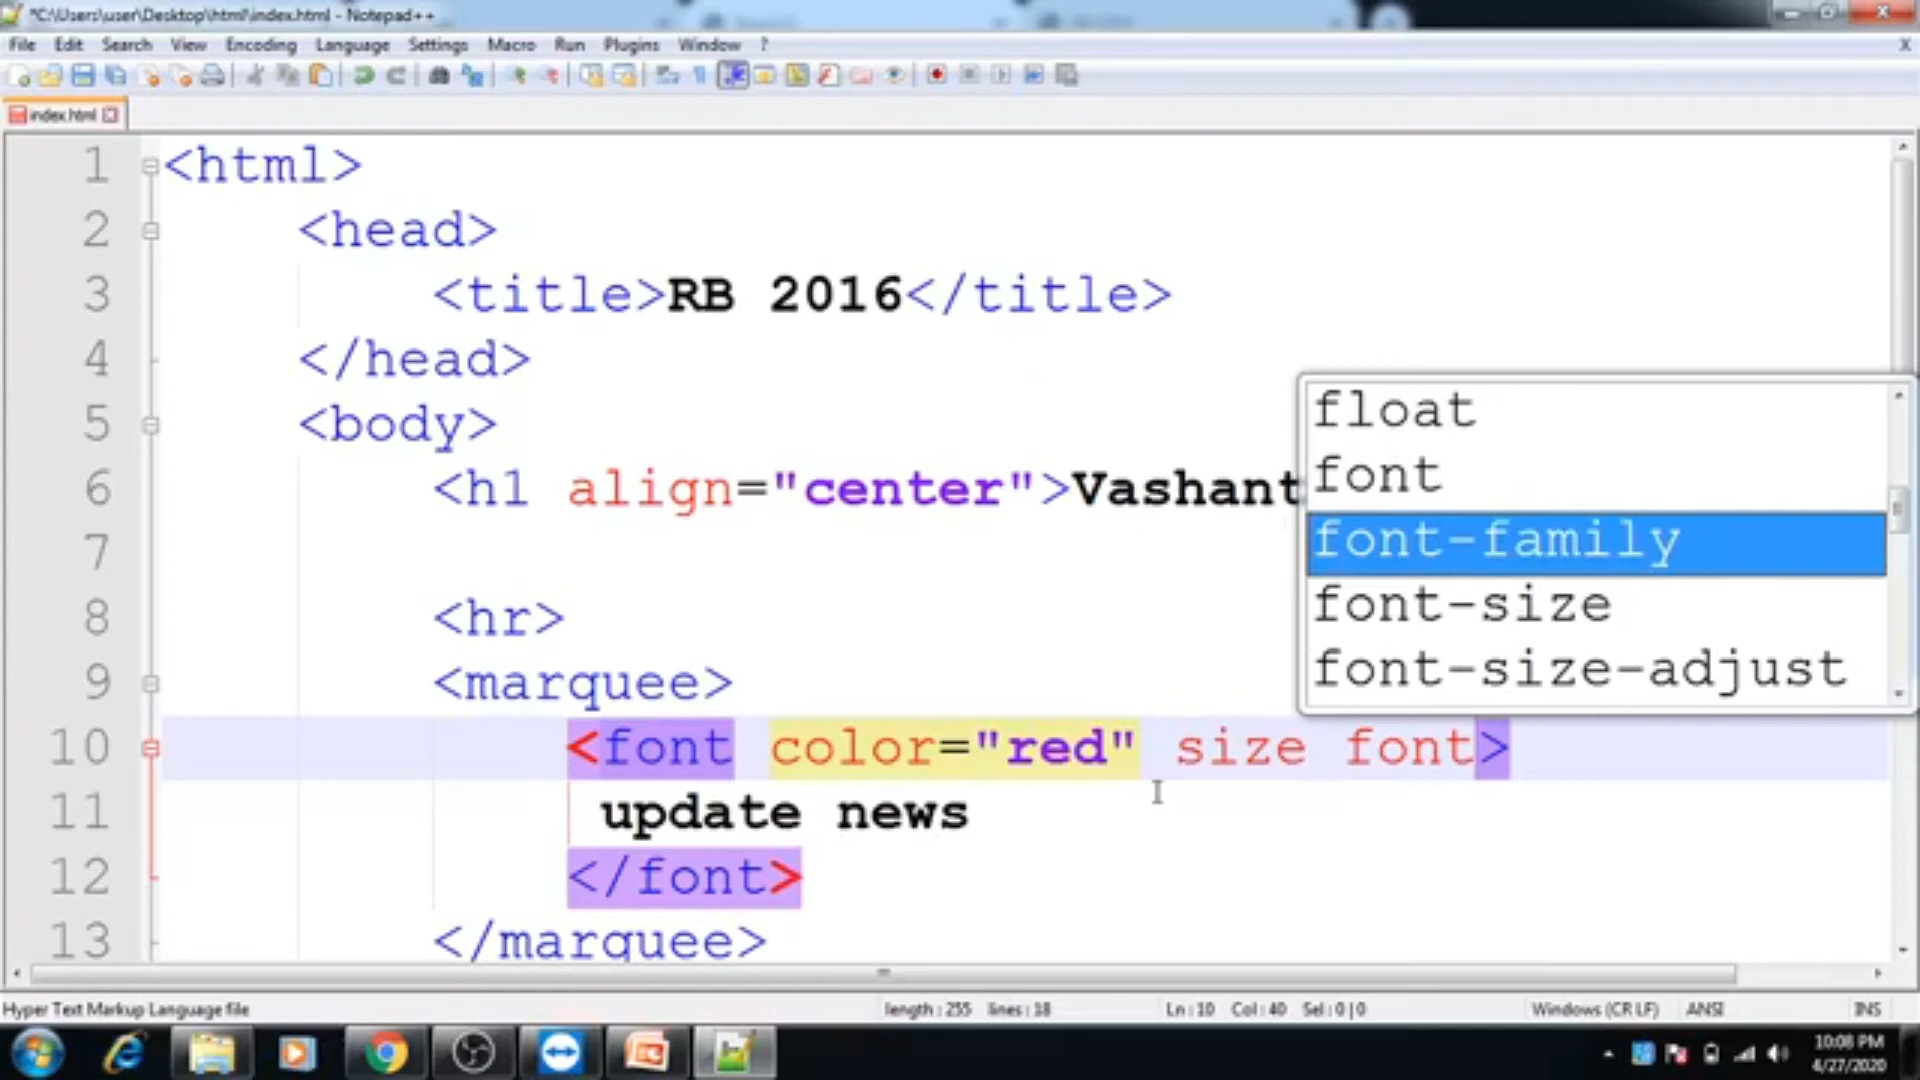 *C:\Users\user\Desktop\html\index.html - Notepad++
File Edit Search View Encoding Language Settings Macro Run Plugins Window ? X
index.html
1 <html>
2 <head>
3 <title>RB 2016</title>
4 </head>
5 <body>
6 <h1 align="center">Vashant
7
8 <hr>
9 <marquee>
10 <font color="red" size font>
11 update news
12 </font>
13 </marquee>
float
font
font-family
font-size
font-size-adjust
Hyper Text Markup Language file length : 255 lines : 18 Ln : 10 Col : 40 Sel : 0 | 0 Windows (CR LF) ANSI INS
10:08 PM
4/27/2020